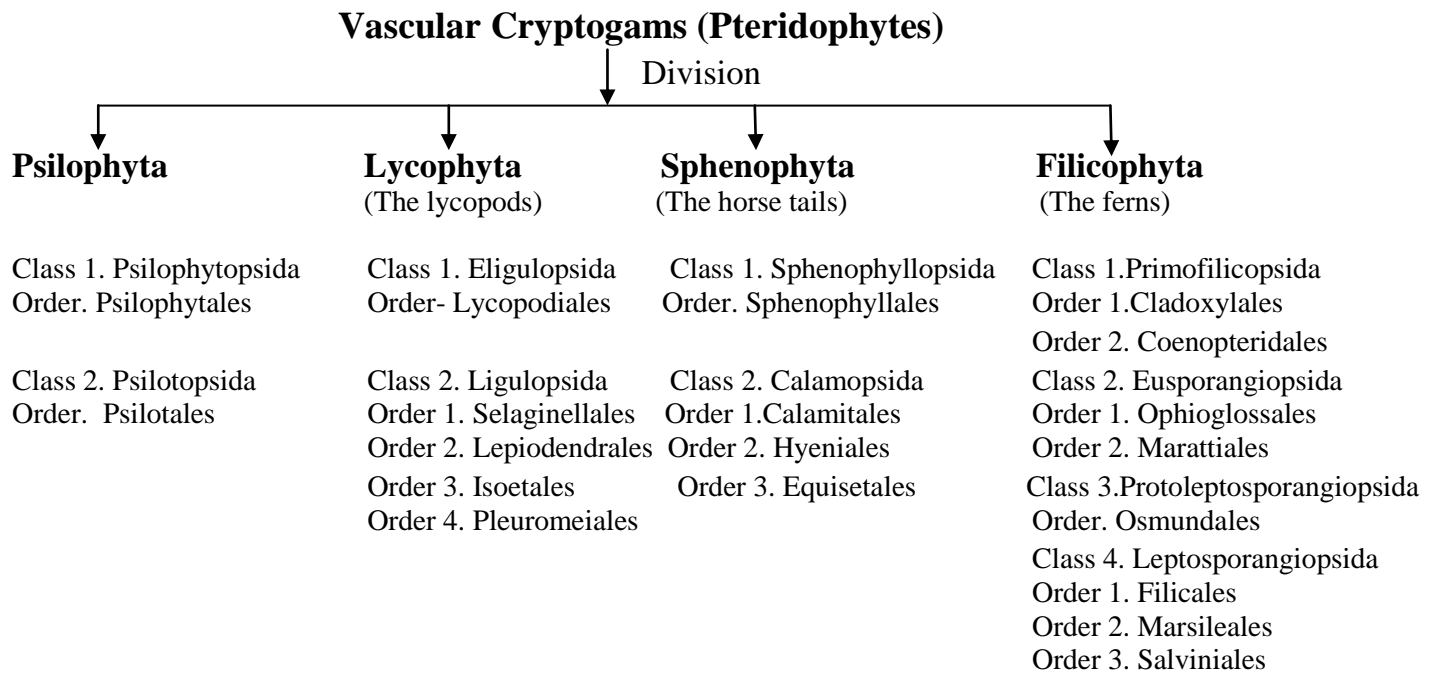 Vascular Cryptogams (Pteridophytes)
Division
Psilophyta
Class 1. Psilophytopsida
Order. Psilophytales
Class 2. Psilotopsida
Order. Psilotales
Lycophyta
(The lycopods)
Class 1. Eligulopsida
Order- Lycopodiales
Class 2. Ligulopsida
Order 1. Selaginellales
Order 2. Lepiodendrales
Order 3. Isoetales
Order 4. Pleuromeiales
Sphenophyta
(The horse tails)
Class 1. Sphenophyllopsida
Order. Sphenophyllales
Class 2. Calamopsida
Order 1.Calamitales
Order 2. Hyeniales
Order 3. Equisetales
Filicophyta
(The ferns)
Class 1.Primofilicopsida
Order 1.Cladoxylales
Order 2. Coenopteridales
Class 2. Eusporangiopsida
Order 1. Ophioglossales
Order 2. Marattiales
Class 3.Protoleptosporangiopsida
Order. Osmundales
Class 4. Leptosporangiopsida
Order 1. Filicales
Order 2. Marsileales
Order 3. Salviniales